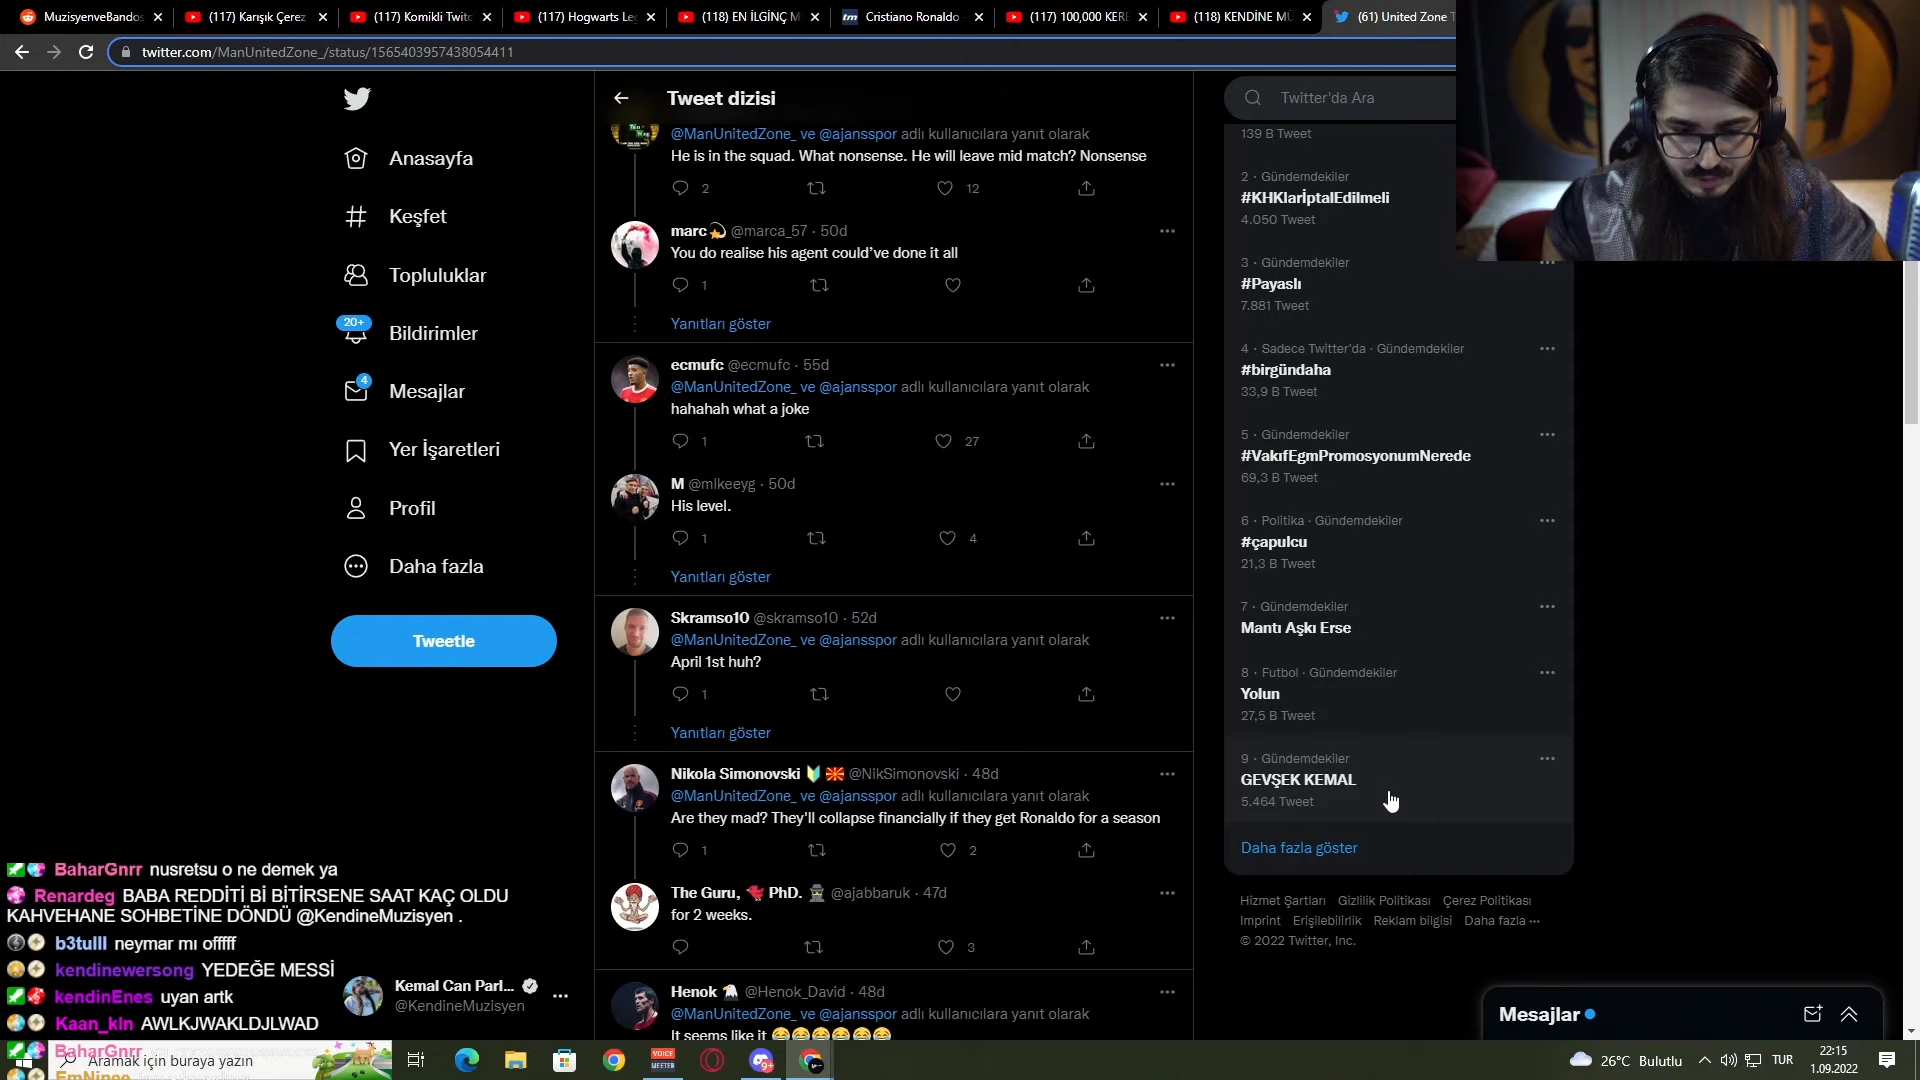 MuzisyenveBandos
(117) Karışık Çerez
(117) Komikli Twitc
(117) Hogwarts Leg
(118) EN İLGİNÇ M
Cristiano Ronaldo
(117) 100,000 KERE
(118) KENDİNE MÜ
(61) United Zone T
twitter.com/ManUnitedZone_/status/1565403957438054411
Anasayfa
Keşfet
Topluluklar
20+
Bildirimler
4
Mesajlar
Yer İşaretleri
Profil
Daha fazla
Tweetle
Tweet dizisi
@ManUnitedZone_ ve @ajansspor adlı kullanıcılara yanıt olarak
He is in the squad. What nonsense. He will leave mid match? Nonsense
2
12
marc @marca_57 · 50d
You do realise his agent could've done it all
1
Yanıtları göster
ecmufc @ecmufc · 55d
@ManUnitedZone_ ve @ajansspor adlı kullanıcılara yanıt olarak
hahahah what a joke
1
27
M @mlkeeyg · 50d
His level.
1
4
Yanıtları göster
Skramso10 @skramso10 · 52d
@ManUnitedZone_ ve @ajansspor adlı kullanıcılara yanıt olarak
April 1st huh?
1
Yanıtları göster
Nikola Simonovski @NikSimonovski · 48d
@ManUnitedZone_ ve @ajansspor adlı kullanıcılara yanıt olarak
Are they mad? They'll collapse financially if they get Ronaldo for a season
1
2
The Guru, PhD. @ajabbaruk · 47d
for 2 weeks.
3
Henok @Henok_David · 48d
@ManUnitedZone_ ve @ajansspor adlı kullanıcılara yanıt olarak
It seems like it
Twitter'da Ara
139 B Tweet
2 · Gündemdekiler
#KHKlarİptalEdilmeli
4.050 Tweet
3 · Gündemdekiler
#Payaslı
7.881 Tweet
4 · Sadece Twitter'da · Gündemdekiler
#birgündaha
33,9 B Tweet
5 · Gündemdekiler
#VakıfEgmPromosyonumNerede
69,3 B Tweet
6 · Politika · Gündemdekiler
#çapulcu
21,3 B Tweet
7 · Gündemdekiler
Mantı Aşkı Erse
8 · Futbol · Gündemdekiler
Yolun
27,5 B Tweet
9 · Gündemdekiler
GEVŞEK KEMAL
5.464 Tweet
Daha fazla göster
Hizmet Şartları Gizlilik Politikası Çerez Politikası
Imprint Erişilebilirlik Reklam bilgisi Daha fazla ···
© 2022 Twitter, Inc.
Mesajlar
BaharGnrr nusretsu o ne demek ya
Renardeg BABA REDDİTİ Bİ BİTİRSENE SAAT KAÇ OLDU
KAHVEHANE SOHBETİNE DÖNDÜ @KendineMuzisyen .
b3tulll neymar mı offfff
kendinewersong YEDEĞE MESSİ
kendinEnes uyan artk
Kaan_kln AWLKJWAKLDJLWAD
BaharGnrr
EmNinee
Kemal Can Parl...
@KendineMuzisyen
Aramak için buraya yazın
VOICE
MEETER
9+
26°C Bulutlu
TUR
22:15
1.09.2022